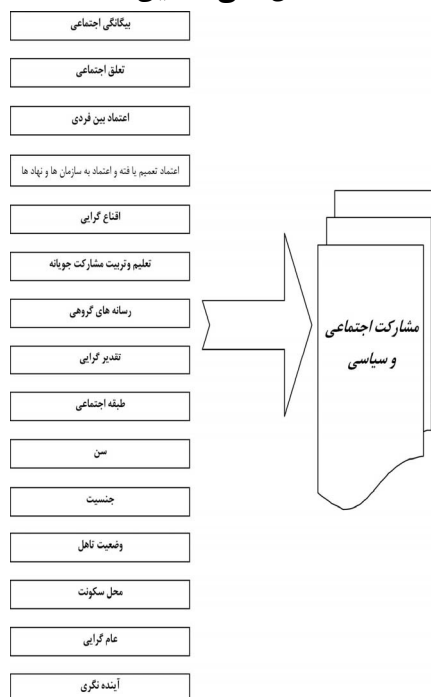 بیگانگی اجتماعی
تعلق اجتماعی
اعتماد بین فردی
اعتماد تعمیم یا فته و اعتماد به سازمان ها و نهاد ها
اقناع گرایی
تعلیم وتربیت مشارکت جویانه
رسانه های گروهی
تقدیر گرایی
طبقه اجتماعی
سن
جنسیت
وضعیت تاهل
محل سکونت
عام گرایی
آینده نگری
مشارکت اجتماعی
و سیاسی